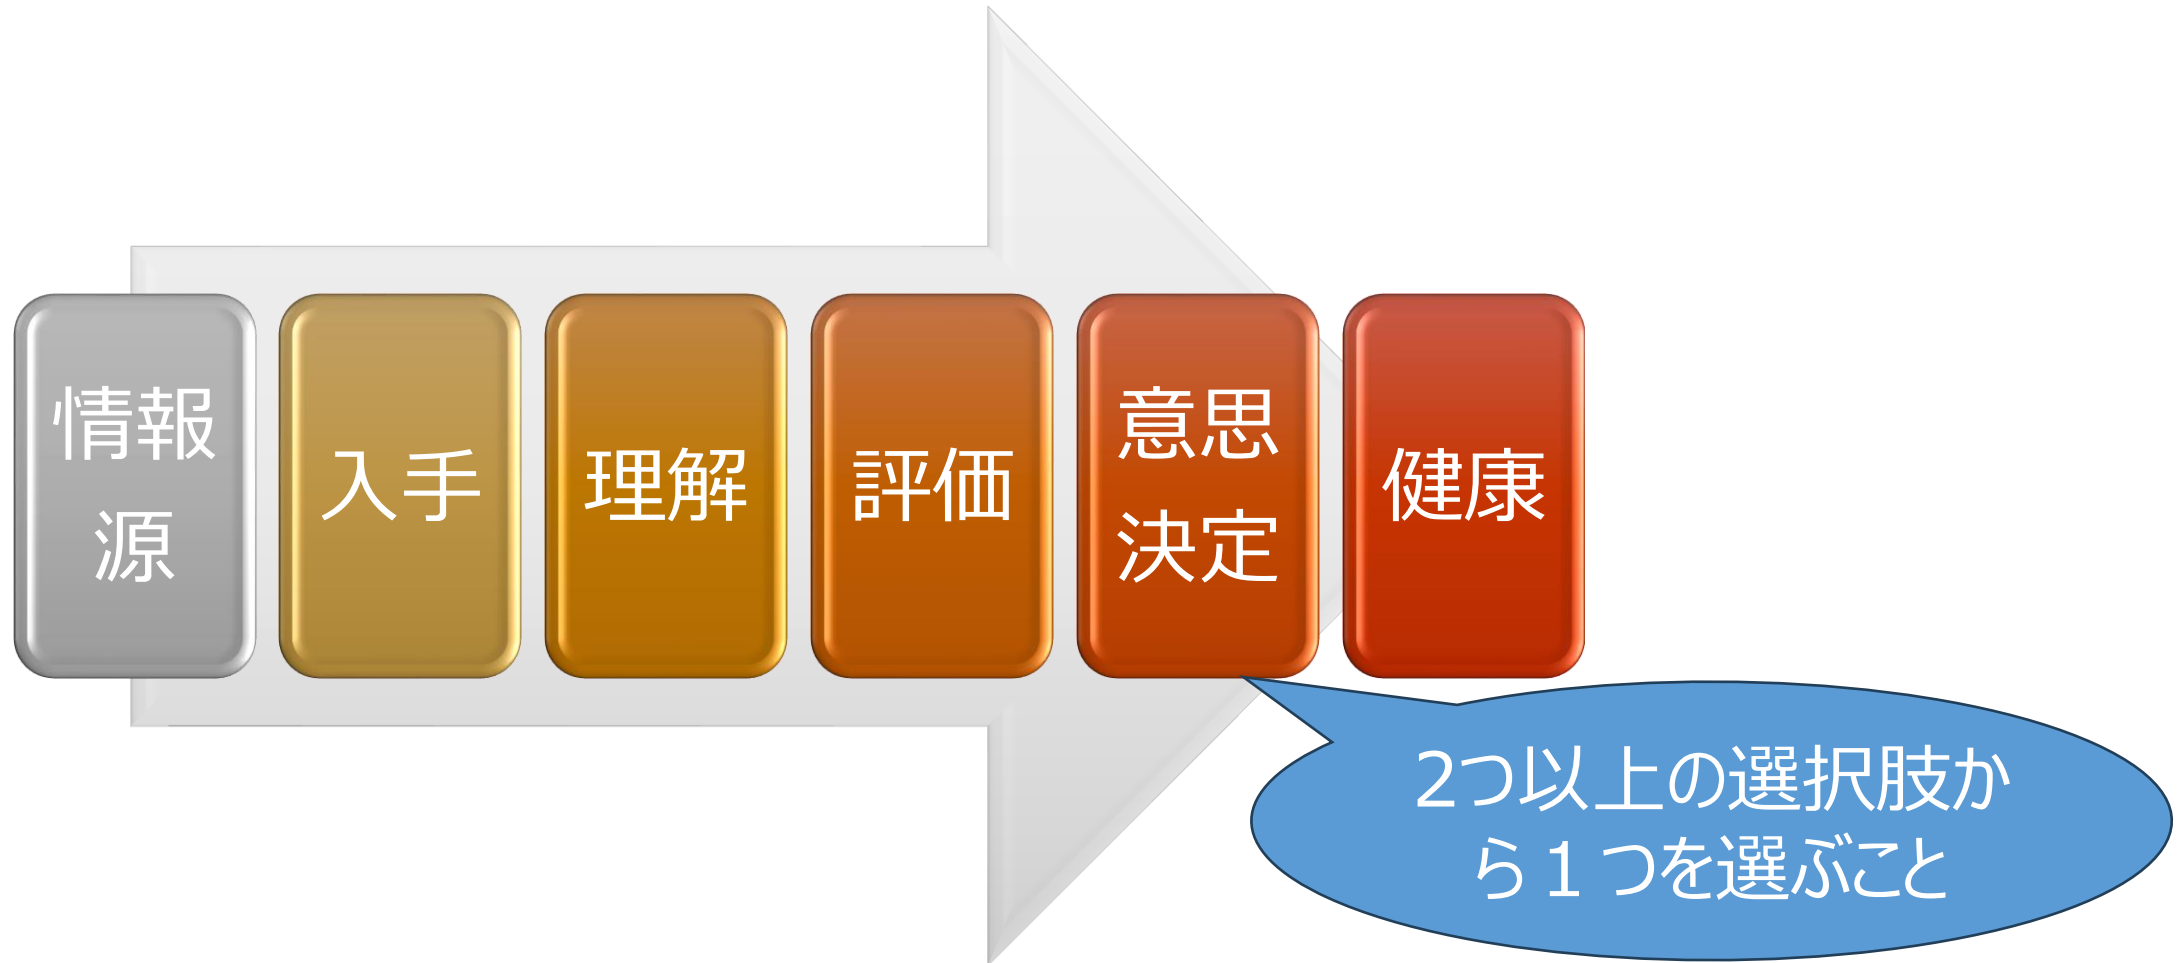 情報
源
入手
理解
評価
意思
決定
健康
2つ以上の選択肢か
ら１つを選ぶこと